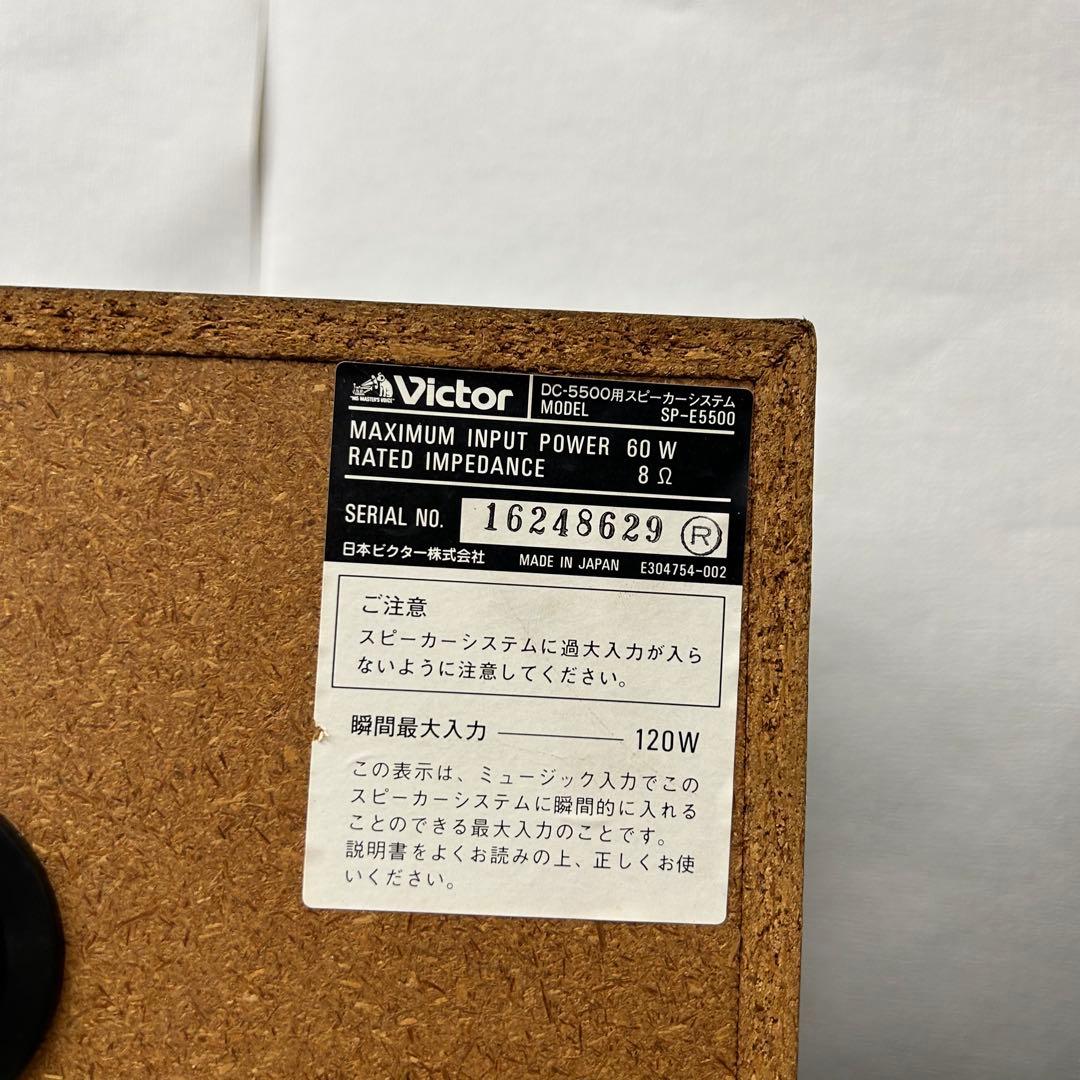 "HIS MASTER'S VOICE"
Victor
DC-5500用スピーカーシステム
MODEL SP-E5500
MAXIMUM INPUT POWER 60 W
RATED IMPEDANCE 8 Ω
SERIAL NO. 16248629 R
日本ビクター株式会社 MADE IN JAPAN E304754-002
ご注意
スピーカーシステムに過大入力が入ら
ないように注意してください。
瞬間最大入力 120W
この表示は、ミュージック入力でこの
スピーカーシステムに瞬間的に入れる
ことのできる最大入力のことです。
説明書をよくお読みの上、正しくお使
いください。